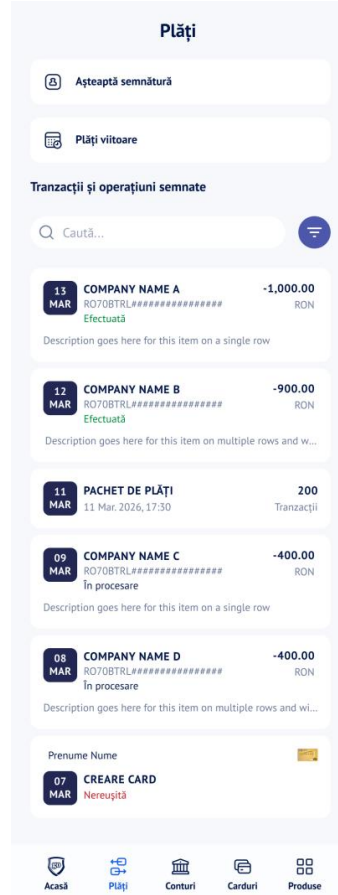 Plăți
Așteaptă semnătură
Plăți viitoare
Tranzacții și operațiuni semnate
Caută...
13 MAR
COMPANY NAME A
-1,000.00
RO70BTRL################
RON
Efectuată
Description goes here for this item on a single row
12 MAR
COMPANY NAME B
-900.00
RO70BTRL################
RON
Efectuată
Description goes here for this item on multiple rows and w...
11 MAR
PACHET DE PLĂȚI
200
11 Mar. 2026, 17:30
Tranzacții
09 MAR
COMPANY NAME C
-400.00
RO70BTRL################
RON
În procesare
Description goes here for this item on a single row
08 MAR
COMPANY NAME D
-400.00
RO70BTRL################
RON
În procesare
Description goes here for this item on multiple rows and wi...
Prenume Nume
07 MAR
CREARE CARD
Nereușită
Acasă
Plăți
Conturi
Carduri
Produse